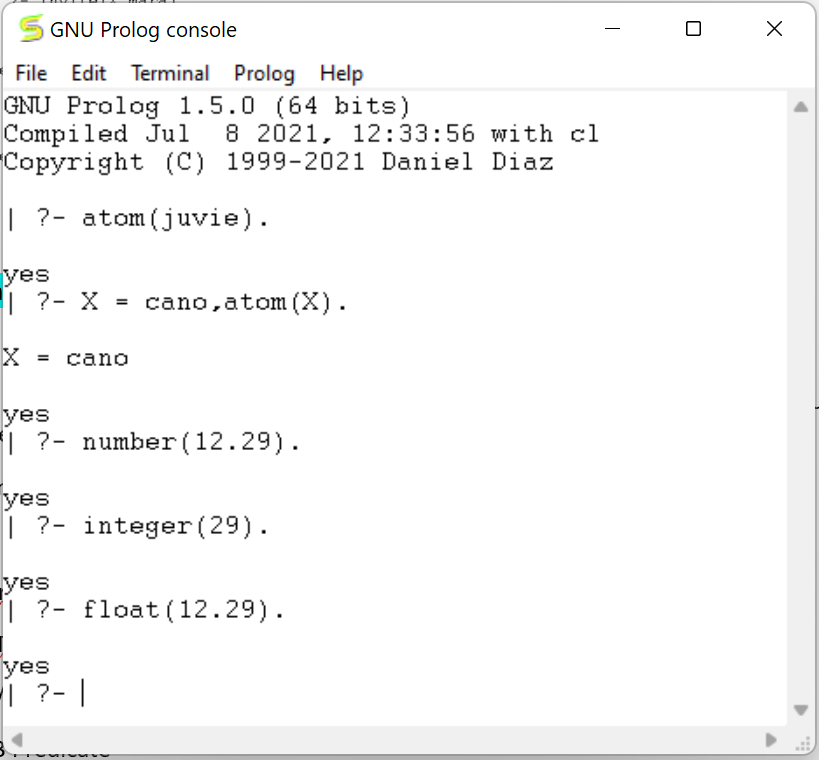 GNU Prolog console
File Edit Terminal Prolog Help
GNU Prolog 1.5.0 (64 bits)
Compiled Jul  8 2021, 12:33:56 with cl
Copyright (C) 1999-2021 Daniel Diaz
| ?- atom(juvie).
yes
| ?- X = cano,atom(X).
X = cano
yes
| ?- number(12.29).
yes
| ?- integer(29).
yes
| ?- float(12.29).
yes
| ?-
Predicate